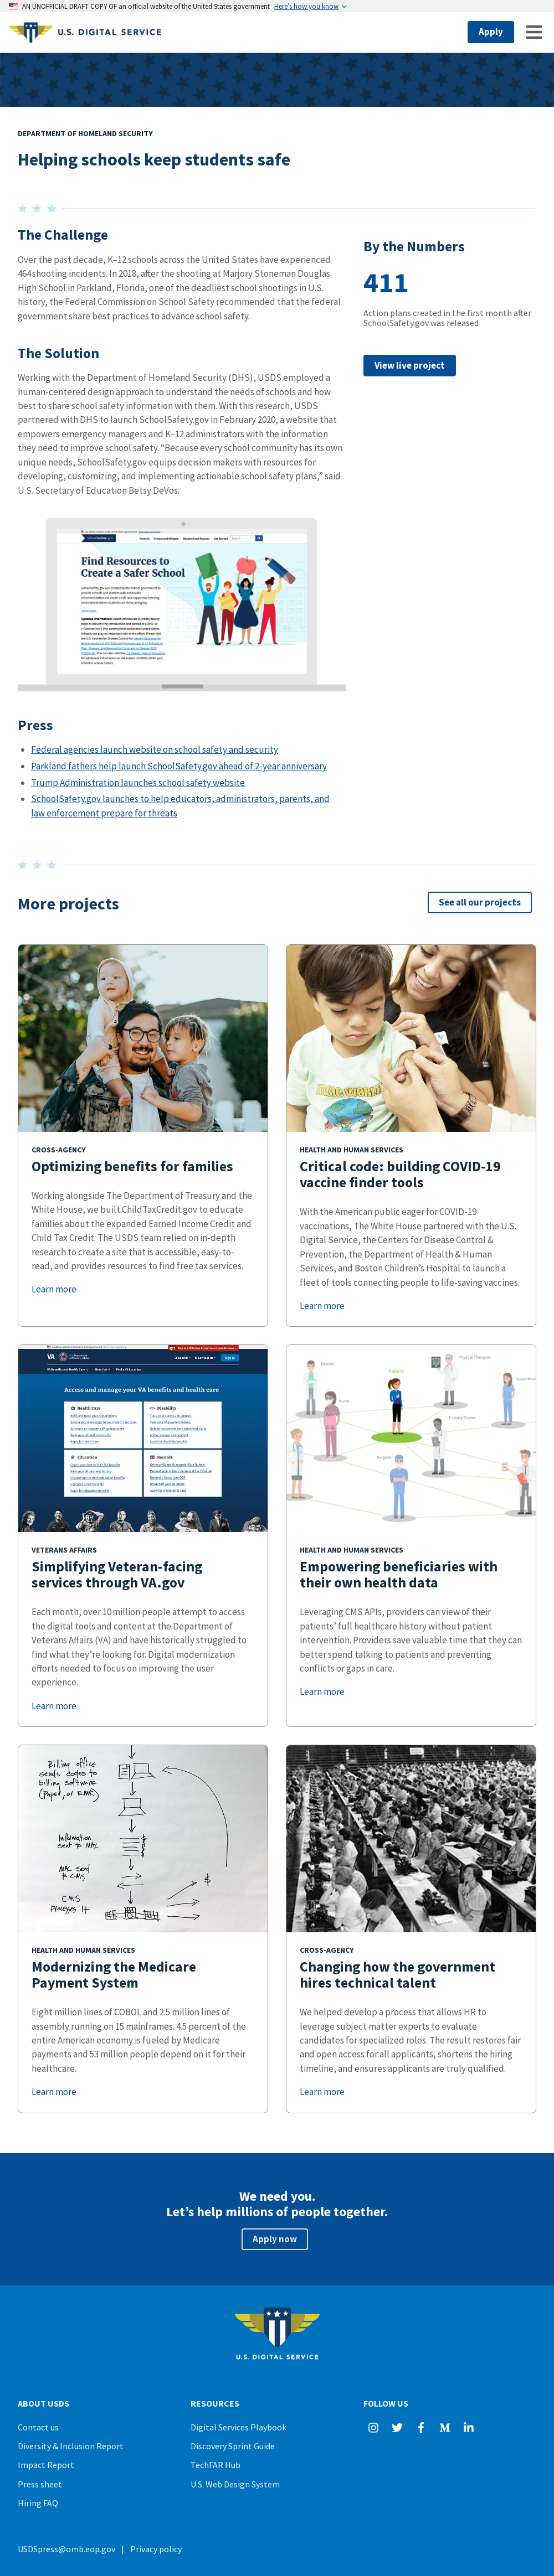 AN UNOFFICIAL DRAFT COPY OF an official website of the United States government Here's how you know
U.S. DIGITAL SERVICE
Apply
DEPARTMENT OF HOMELAND SECURITY
Helping schools keep students safe
The Challenge
Over the past decade, K–12 schools across the United States have experienced
464 shooting incidents. In 2018, after the shooting at Marjory Stoneman Douglas
High School in Parkland, Florida, one of the deadliest school shootings in U.S.
history, the Federal Commission on School Safety recommended that the federal
government share best practices to advance school safety.
By the Numbers
411
Action plans created in the first month after
SchoolSafety.gov was released
View live project
The Solution
Working with the Department of Homeland Security (DHS), USDS employed a
human-centered design approach to understand the needs of schools and how
best to share school safety information with them. With this research, USDS
partnered with DHS to launch SchoolSafety.gov in February 2020, a website that
empowers emergency managers and K–12 administrators with the information
they need to improve school safety. “Because every school community has its own
unique needs, SchoolSafety.gov equips decision makers with resources for
developing, customizing, and implementing actionable school safety plans,” said
U.S. Secretary of Education Betsy DeVos.
Find Resources to
Create a Safer School
Press
Federal agencies launch website on school safety and security
Parkland fathers help launch SchoolSafety.gov ahead of 2-year anniversary
Trump Administration launches school safety website
SchoolSafety.gov launches to help educators, administrators, parents, and
law enforcement prepare for threats
More projects
See all our projects
CROSS-AGENCY
Optimizing benefits for families
Working alongside The Department of Treasury and the
White House, we built ChildTaxCredit.gov to educate
families about the expanded Earned Income Credit and
Child Tax Credit. The USDS team relied on in-depth
research to create a site that is accessible, easy-to-
read, and provides resources to find free tax services.
Learn more
HEALTH AND HUMAN SERVICES
Critical code: building COVID-19
vaccine finder tools
With the American public eager for COVID-19
vaccinations, The White House partnered with the U.S.
Digital Service, the Centers for Disease Control &
Prevention, the Department of Health & Human
Services, and Boston Children’s Hospital to launch a
fleet of tools connecting people to life-saving vaccines.
Learn more
VA
Access and manage your VA benefits and health care
Health Care
Disability
Education
Records
VETERANS AFFAIRS
Simplifying Veteran-facing
services through VA.gov
Each month, over 10 million people attempt to access
the digital tools and content at the Department of
Veterans Affairs (VA) and have historically struggled to
find what they’re looking for. Digital modernization
efforts needed to focus on improving the user
experience.
Learn more
Dentist
Patient
Physical Therapist
Nurse
Primary Doctor
Surgeon
HEALTH AND HUMAN SERVICES
Empowering beneficiaries with
their own health data
Leveraging CMS APIs, providers can view of their
patients’ full healthcare history without patient
intervention. Providers save valuable time that they can
better spend talking to patients and preventing
conflicts or gaps in care.
Learn more
Billing office
sends codes to
billing software
(Paped, or EMR)
Information
sent to MAC
MAC send
to CMS
CMS
Processes It
HEALTH AND HUMAN SERVICES
Modernizing the Medicare
Payment System
Eight million lines of COBOL and 2.5 million lines of
assembly running on 15 mainframes. 4.5 percent of the
entire American economy is fueled by Medicare
payments and 53 million people depend on it for their
healthcare.
Learn more
CROSS-AGENCY
Changing how the government
hires technical talent
We helped develop a process that allows HR to
leverage subject matter experts to evaluate
candidates for specialized roles. The result restores fair
and open access for all applicants, shortens the hiring
timeline, and ensures applicants are truly qualified.
Learn more
We need you.
Let’s help millions of people together.
Apply now
U.S. DIGITAL SERVICE
ABOUT USDS
Contact us
Diversity & Inclusion Report
Impact Report
Press sheet
Hiring FAQ
RESOURCES
Digital Services Playbook
Discovery Sprint Guide
TechFAR Hub
U.S. Web Design System
FOLLOW US
USDSpress@omb.eop.gov | Privacy policy